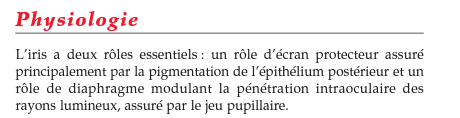 Physiologie
L’iris a deux rôles essentiels : un rôle d’écran protecteur assuré
principalement par la pigmentation de l’épithélium postérieur et un
rôle de diaphragme modulant la pénétration intraoculaire des
rayons lumineux, assuré par le jeu pupillaire.